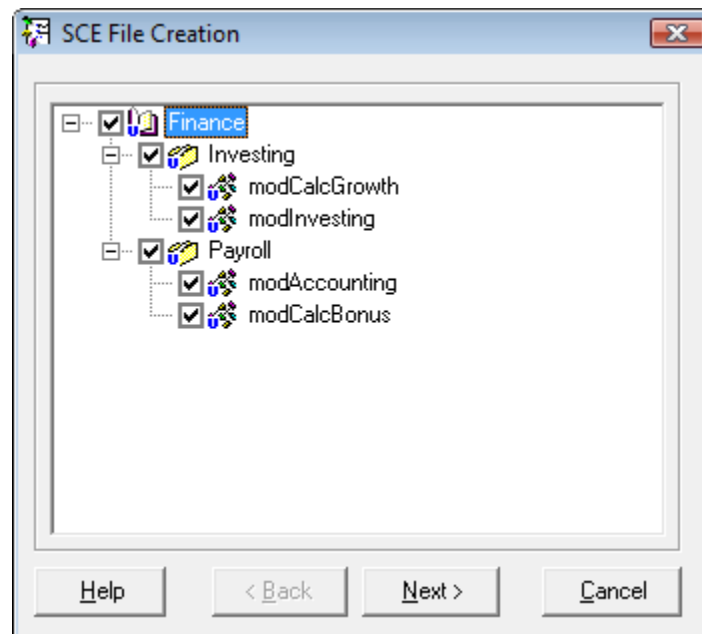 SCE File Creation
Finance
Investing
modCalcGrowth
modInvesting
Payroll
modAccounting
modCalcBonus
Help < Back Next > Cancel